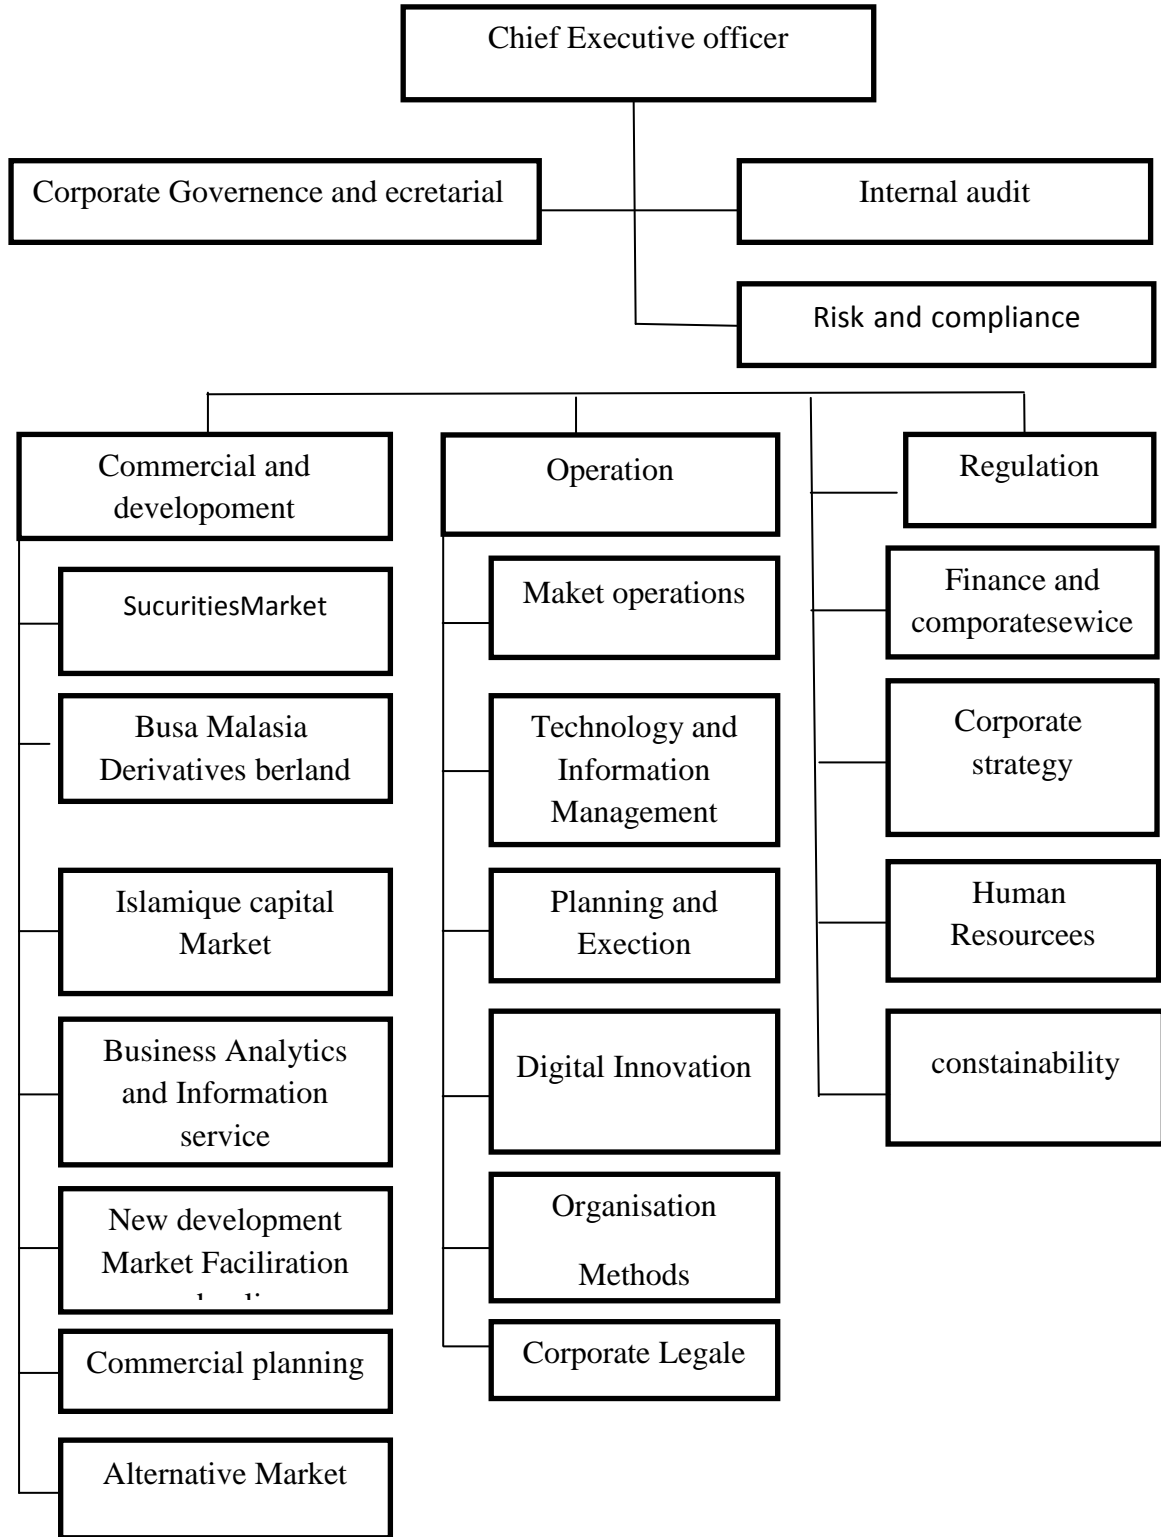 Chief Executive officer
Corporate Governence and ecretarial
Internal audit
Risk and compliance
Commercial and
developoment
Operation
Regulation
SucuritiesMarket
Busa Malasia
Derivatives berland
Islamique capital
Market
Business Analytics
and Information
service
New development
Market Faciliration
Commercial planning
Alternative Market
Maket operations
Technology and
Information
Management
Planning and
Exection
Digital Innovation
Organisation
Methods
Corporate Legale
Finance and
comporatesewice
Corporate
strategy
Human
Resourcees
constainability